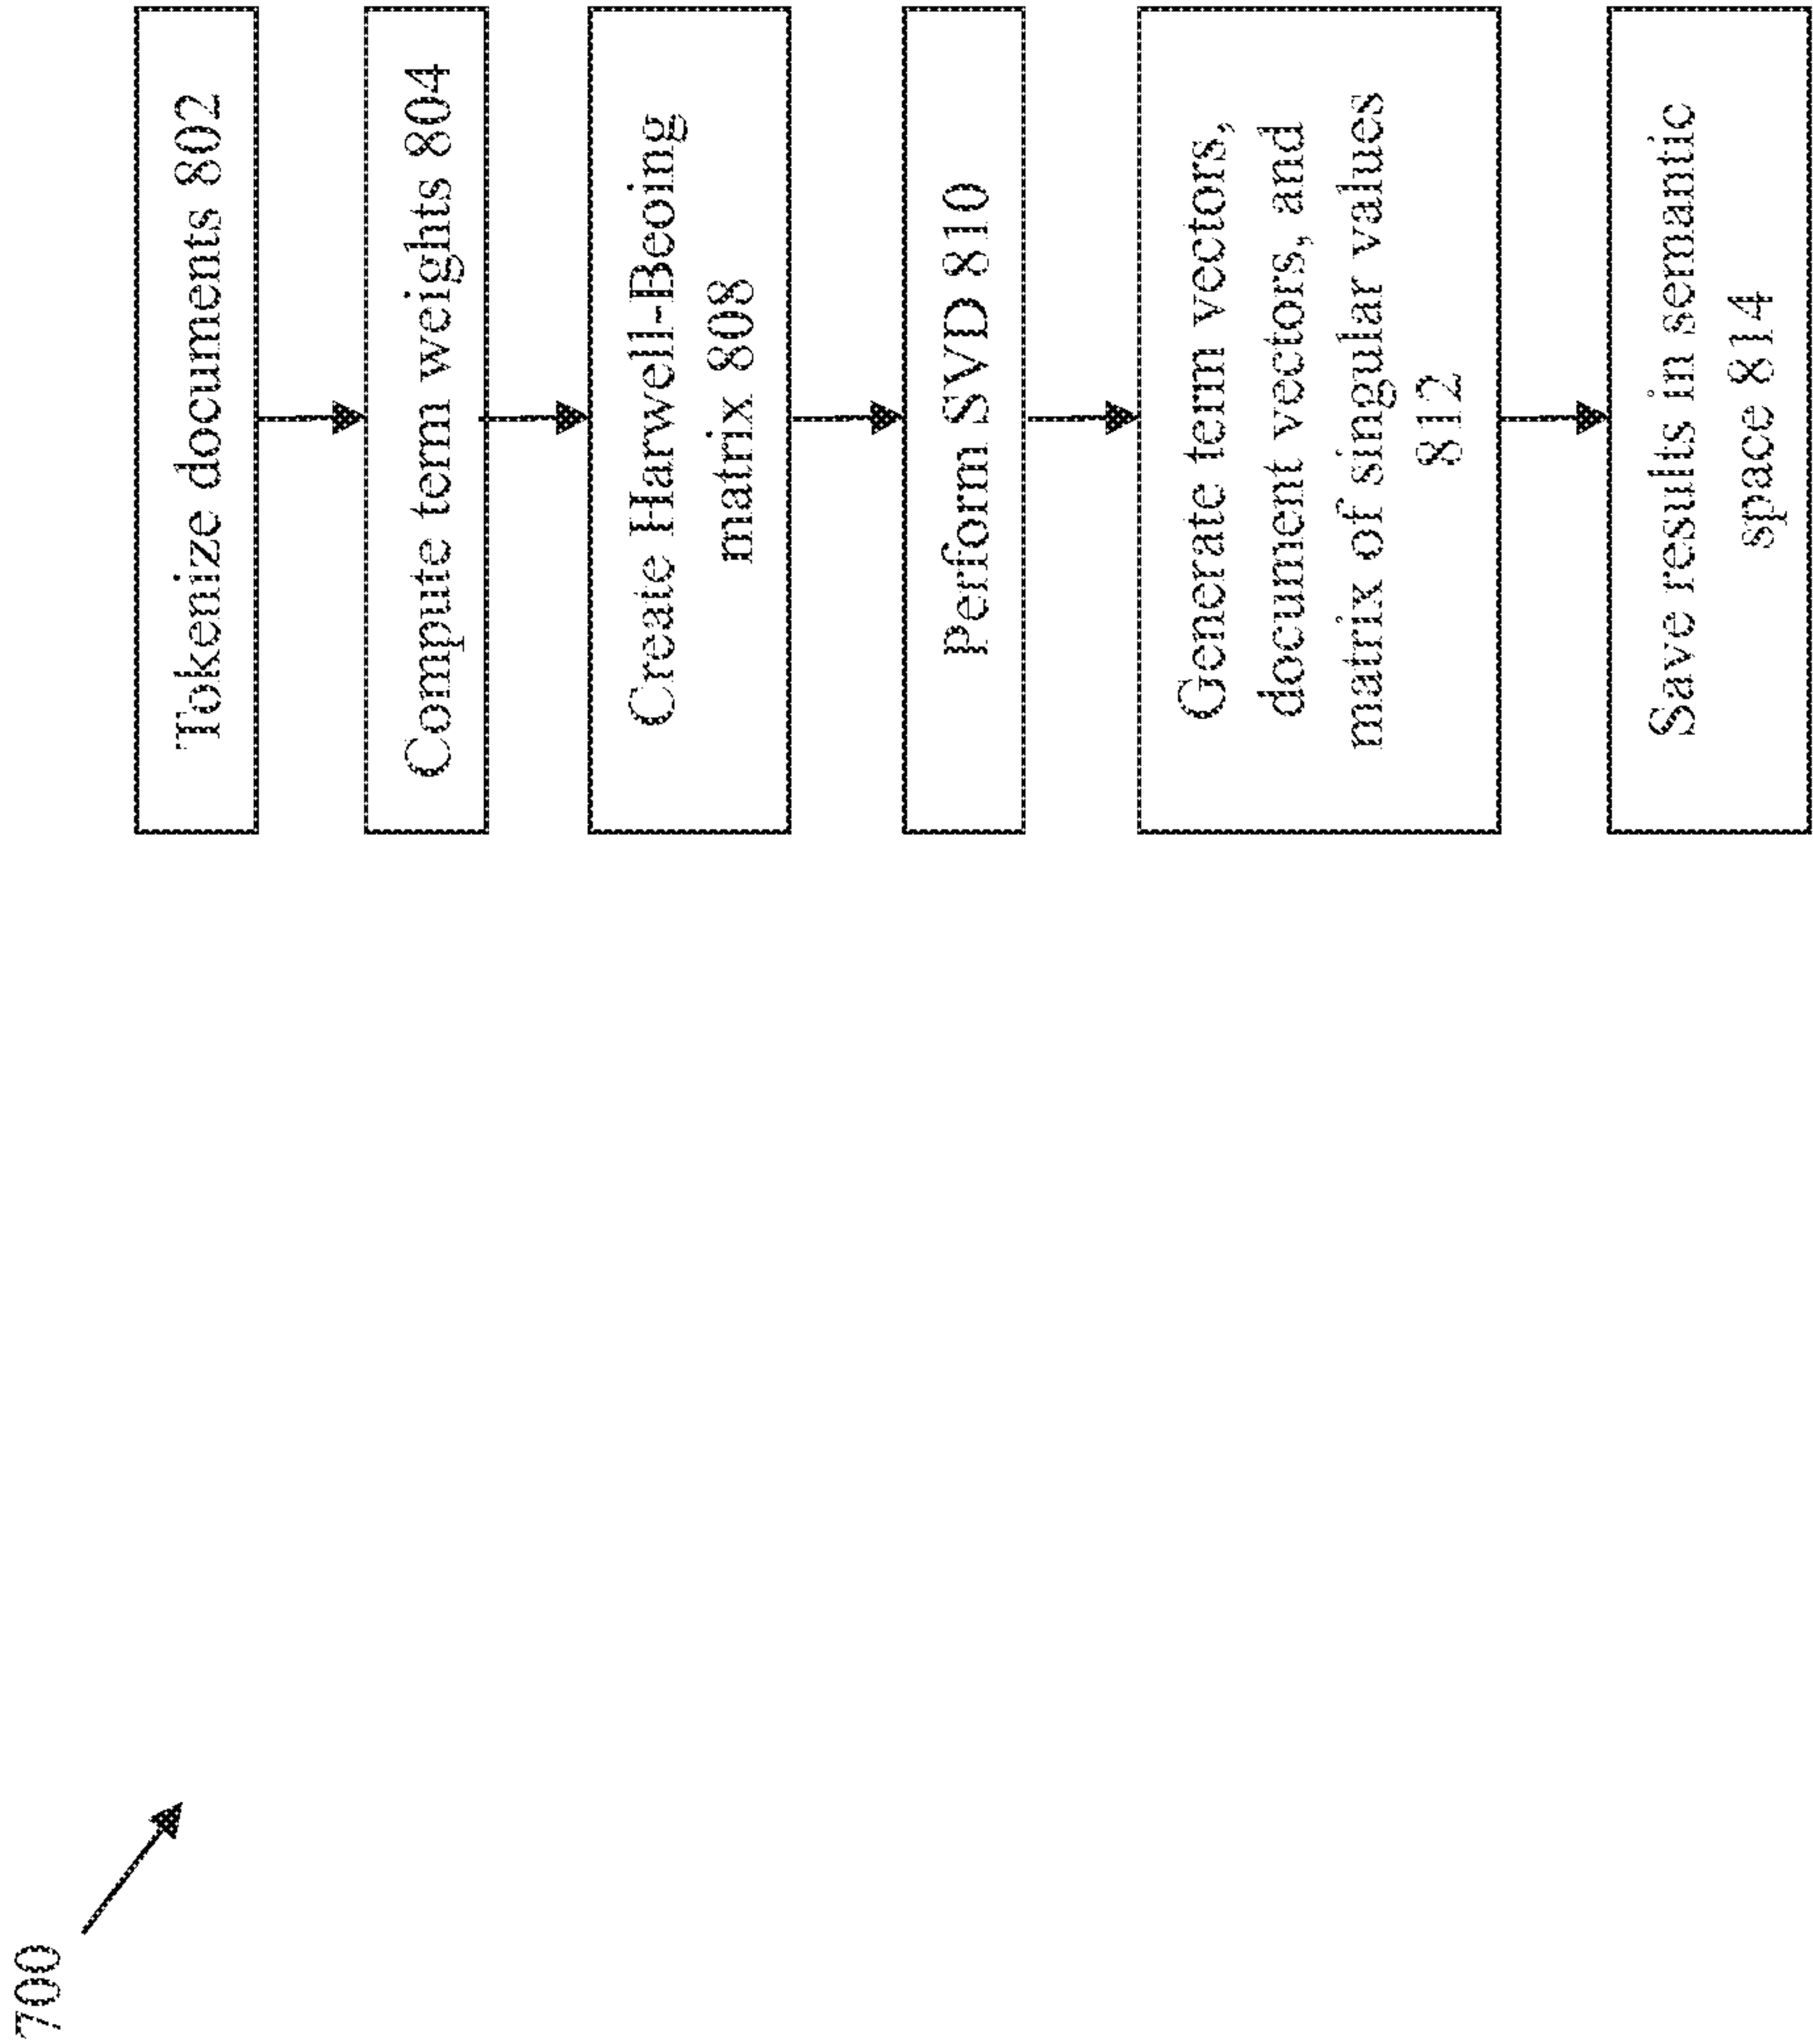 700
Tokenize documents 802
Compute term weights 804
Create Harwell-Beoing
matrix 808
Perform SVD 810
Generate term vectors,
document vectors, and
matrix of singular values
812
Save results in semantic
space 814